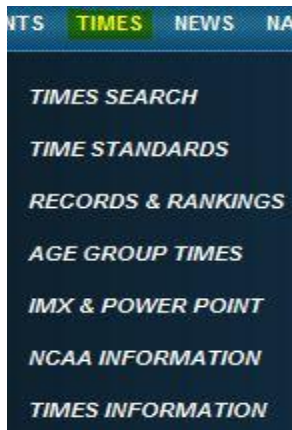 NTS TIMES NEWS NA
TIMES SEARCH
TIME STANDARDS
RECORDS & RANKINGS
AGE GROUP TIMES
IMX & POWER POINT
NCAA INFORMATION
TIMES INFORMATION